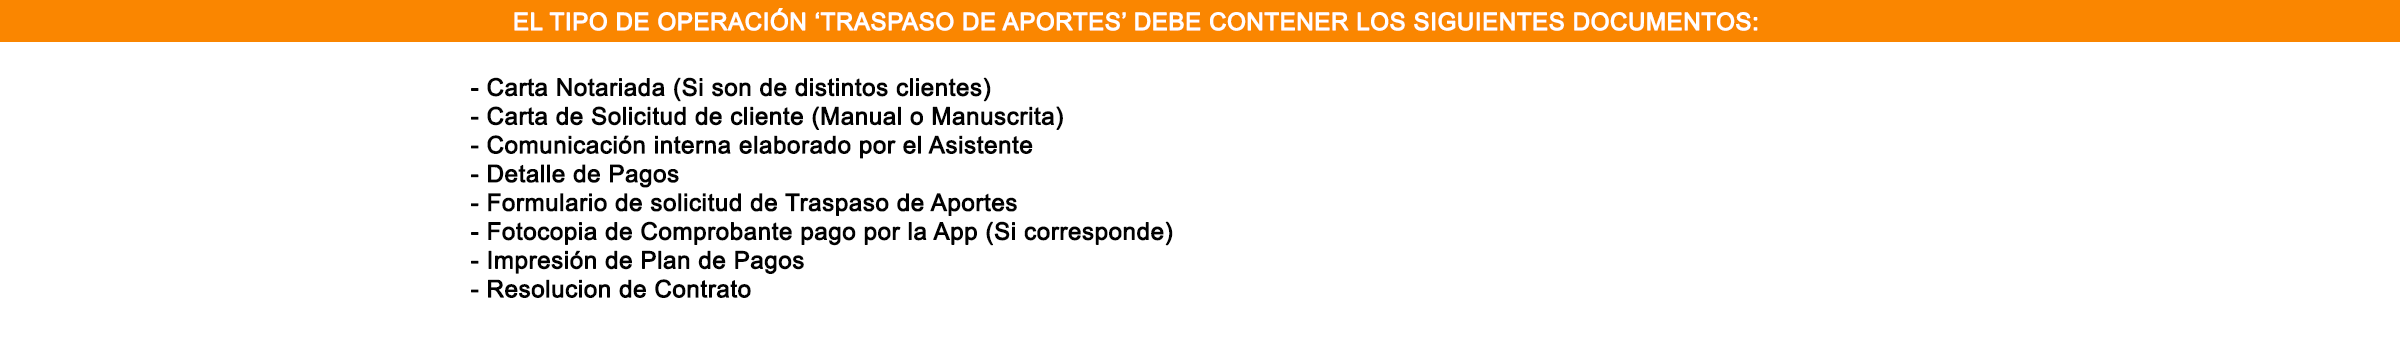 EL TIPO DE OPERACIÓN ‘TRASPASO DE APORTES’ DEBE CONTENER LOS SIGUIENTES DOCUMENTOS:
- Carta Notariada (Si son de distintos clientes)
- Carta de Solicitud de cliente (Manual o Manuscrita)
- Comunicación interna elaborado por el Asistente
- Detalle de Pagos
- Formulario de solicitud de Traspaso de Aportes
- Fotocopia de Comprobante pago por la App (Si corresponde)
- Impresión de Plan de Pagos
- Resolucion de Contrato